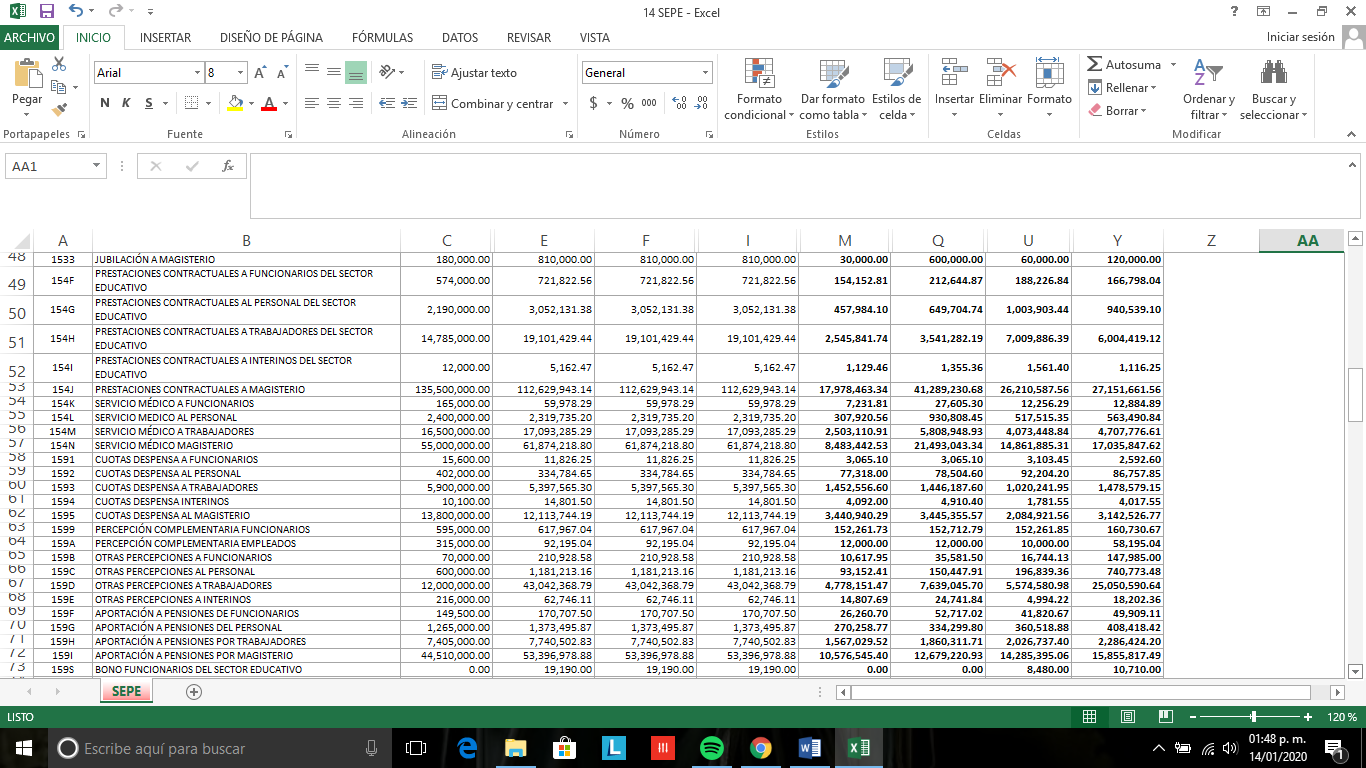 14 SEPE - Excel
ARCHIVO INICIO INSERTAR DISEÑO DE PÁGINA FÓRMULAS DATOS REVISAR VISTA Iniciar sesión
Arial 8 Ajustar texto General Autosuma
Pegar Rellenar
N K S Combinar y centrar $ % 000 Borrar
Formato condicional Dar formato como tabla Estilos de celda Insertar Eliminar Formato Ordenar y filtrar Buscar y seleccionar
Portapapeles Fuente Alineación Número Estilos Celdas Modificar
AA1 fx
A B C E F I M Q U Y Z AA
48 1533 JUBILACIÓN A MAGISTERIO 180,000.00 810,000.00 810,000.00 810,000.00 30,000.00 600,000.00 60,000.00 120,000.00
PRESTACIONES CONTRACTUALES A FUNCIONARIOS DEL SECTOR
49 154F EDUCATIVO 574,000.00 721,822.56 721,822.56 721,822.56 154,152.81 212,644.87 188,226.84 166,798.04
PRESTACIONES CONTRACTUALES AL PERSONAL DEL SECTOR
50 154G EDUCATIVO 2,190,000.00 3,052,131.38 3,052,131.38 3,052,131.38 457,984.10 649,704.74 1,003,903.44 940,539.10
PRESTACIONES CONTRACTUALES A TRABAJADORES DEL SECTOR
51 154H EDUCATIVO 14,785,000.00 19,101,429.44 19,101,429.44 19,101,429.44 2,545,841.74 3,541,282.19 7,009,886.39 6,004,419.12
PRESTACIONES CONTRACTUALES A INTERINOS DEL SECTOR
52 154I EDUCATIVO 12,000.00 5,162.47 5,162.47 5,162.47 1,129.46 1,355.36 1,561.40 1,116.25
53 154J PRESTACIONES CONTRACTUALES A MAGISTERIO 135,500,000.00 112,629,943.14 112,629,943.14 112,629,943.14 17,978,463.34 41,289,230.68 26,210,587.56 27,151,661.56
54 154K SERVICIO MÉDICO A FUNCIONARIOS 165,000.00 59,978.29 59,978.29 59,978.29 7,231.81 27,605.30 12,256.29 12,884.89
55 154L SERVICIO MEDICO AL PERSONAL 2,400,000.00 2,319,735.20 2,319,735.20 2,319,735.20 307,920.56 930,808.45 517,515.35 563,490.84
56 154M SERVICIO MÉDICO A TRABAJADORES 16,500,000.00 17,093,285.29 17,093,285.29 17,093,285.29 2,503,110.91 5,808,948.93 4,073,448.84 4,707,776.61
57 154N SERVICIO MÉDICO MAGISTERIO 55,000,000.00 61,874,218.80 61,874,218.80 61,874,218.80 8,483,442.53 21,493,043.34 14,861,885.31 17,035,847.62
58 1591 CUOTAS DESPENSA A FUNCIONARIOS 15,600.00 11,826.25 11,826.25 11,826.25 3,065.10 3,065.10 3,103.45 2,592.60
59 1592 CUOTAS DESPENSA AL PERSONAL 402,000.00 334,784.65 334,784.65 334,784.65 77,318.00 78,504.60 92,204.20 86,757.85
60 1593 CUOTAS DESPENSA A TRABAJADORES 5,900,000.00 5,397,565.30 5,397,565.30 5,397,565.30 1,452,556.60 1,446,187.60 1,020,241.95 1,478,579.15
61 1594 CUOTAS DESPENSA INTERINOS 10,100.00 14,801.50 14,801.50 14,801.50 4,092.00 4,910.40 1,781.55 4,017.55
62 1595 CUOTAS DESPENSA AL MAGISTERIO 13,800,000.00 12,113,744.19 12,113,744.19 12,113,744.19 3,440,940.29 3,445,355.57 2,084,921.56 3,142,526.77
63 1599 PERCEPCIÓN COMPLEMENTARIA FUNCIONARIOS 595,000.00 617,967.04 617,967.04 617,967.04 152,261.73 152,712.79 152,261.85 160,730.67
64 159A PERCEPCIÓN COMPLEMENTARIA EMPLEADOS 315,000.00 92,195.04 92,195.04 92,195.04 12,000.00 12,000.00 10,000.00 58,195.04
65 159B OTRAS PERCEPCIONES A FUNCIONARIOS 70,000.00 210,928.58 210,928.58 210,928.58 10,617.95 35,581.50 16,744.13 147,985.00
66 159C OTRAS PERCEPCIONES AL PERSONAL 600,000.00 1,181,213.16 1,181,213.16 1,181,213.16 93,152.41 150,447.91 196,839.36 740,773.48
67 159D OTRAS PERCEPCIONES A TRABAJADORES 12,000,000.00 43,042,368.79 43,042,368.79 43,042,368.79 4,778,151.47 7,639,045.70 5,574,580.98 25,050,590.64
68 159E OTRAS PERCEPCIONES A INTERINOS 216,000.00 62,746.11 62,746.11 62,746.11 14,807.69 24,741.84 4,994.22 18,202.36
69 159F APORTACIÓN A PENSIONES DE FUNCIONARIOS 149,500.00 170,707.50 170,707.50 170,707.50 26,260.70 52,717.02 41,820.67 49,909.11
70 159G APORTACIÓN A PENSIONES DEL PERSONAL 1,265,000.00 1,373,495.87 1,373,495.87 1,373,495.87 270,258.77 334,299.80 360,518.88 408,418.42
71 159H APORTACIÓN A PENSIONES POR TRABAJADORES 7,405,000.00 7,740,502.83 7,740,502.83 7,740,502.83 1,567,029.52 1,860,311.71 2,026,737.40 2,286,424.20
72 159I APORTACIÓN A PENSIONES POR MAGISTERIO 44,510,000.00 53,396,978.88 53,396,978.88 53,396,978.88 10,576,545.40 12,679,220.93 14,285,395.06 15,855,817.49
73 159S BONO FUNCIONARIOS DEL SECTOR EDUCATIVO 0.00 19,190.00 19,190.00 19,190.00 0.00 0.00 8,480.00 10,710.00
SEPE
LISTO 120 %
Escribe aquí para buscar 01:48 p. m.
14/01/2020